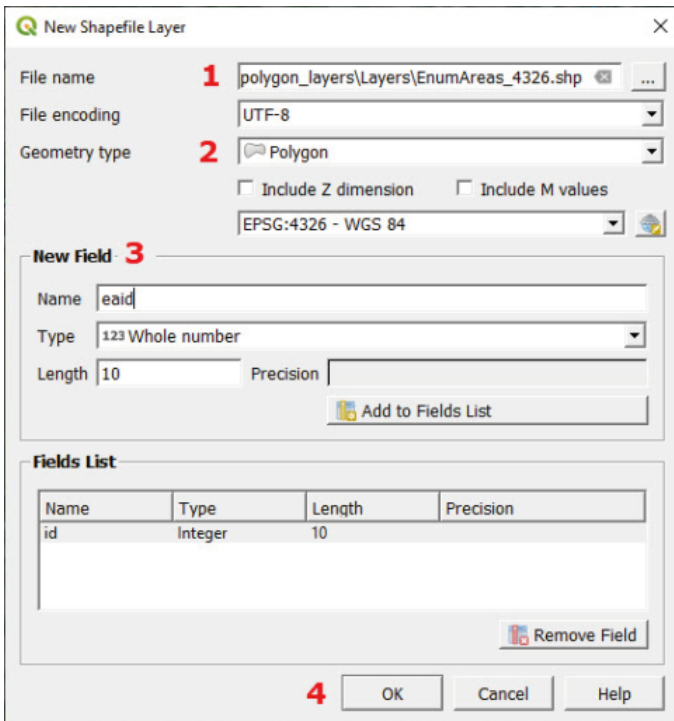 New Shapefile Layer
File name 1 polygon_layers\Layers\EnumAreas_4326.shp ...
File encoding UTF-8
Geometry type 2 Polygon
Include Z dimension Include M values
EPSG:4326 - WGS 84
New Field 3
Name eaid
Type 123 Whole number
Length 10 Precision
Add to Fields List
Fields List
Name Type Length Precision
id Integer 10
Remove Field
4 OK Cancel Help